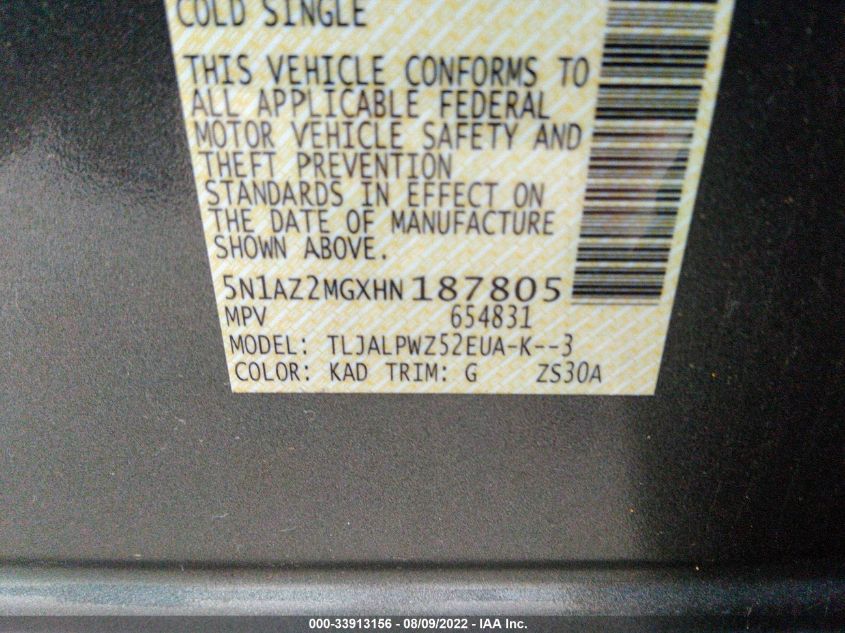 COLD SINGLE
THIS VEHICLE CONFORMS TO
ALL APPLICABLE FEDERAL
MOTOR VEHICLE SAFETY AND
THEFT PREVENTION
STANDARDS IN EFFECT ON
THE DATE OF MANUFACTURE
SHOWN ABOVE.
5N1AZ2MGXHN187805
MPV 654831
MODEL: TLJALPWZ52EUA-K--3
COLOR: KAD TRIM: G ZS30A
000-33913156 - 08/09/2022 - IAA Inc.